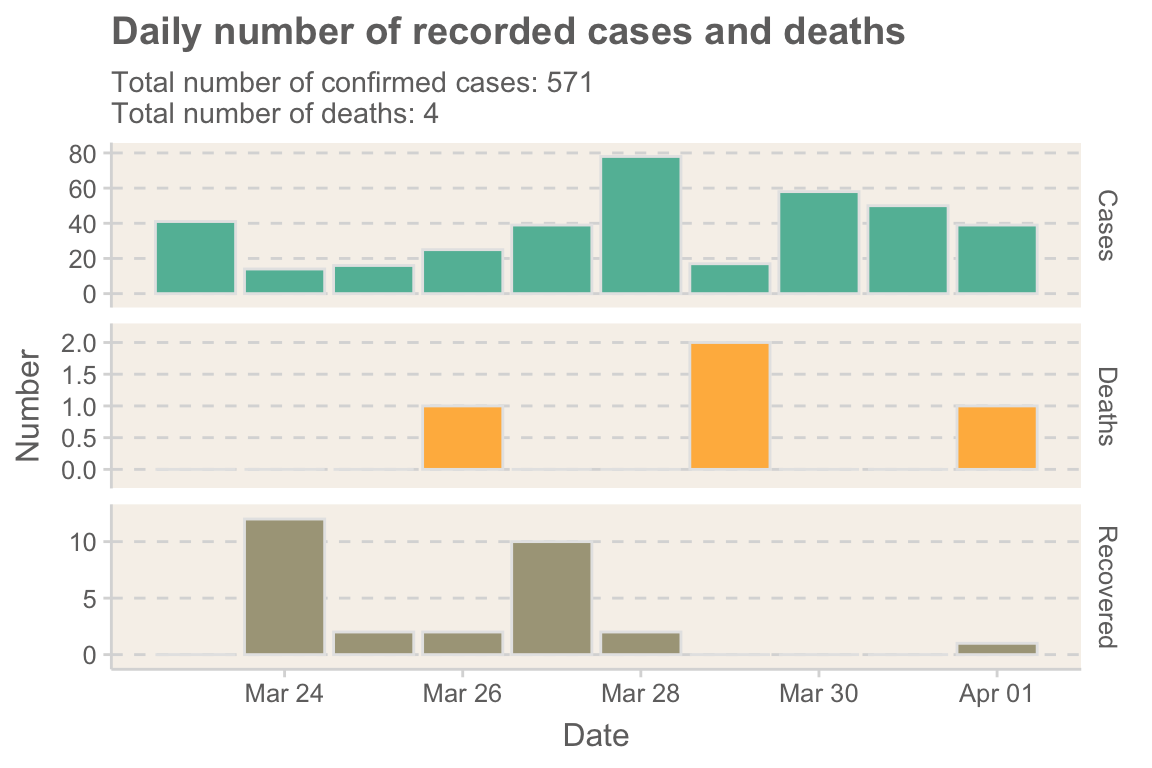 Daily number of recorded cases and deaths
Total number of confirmed cases: 571
Total number of deaths: 4
80
60
40
20
0
Cases
2.0
1.5
1.0
0.5
0.0
Deaths
10
5
0
Recovered
Number
Mar 24 Mar 26 Mar 28 Mar 30 Apr 01
Date